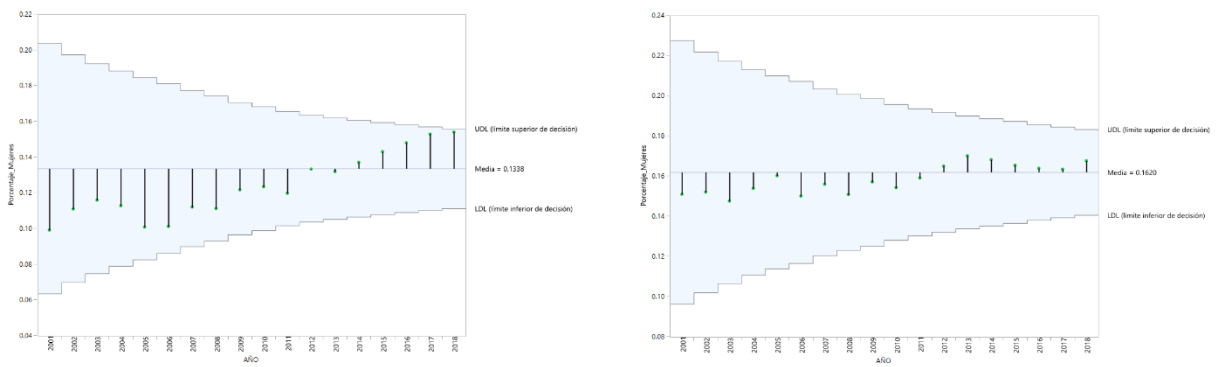 0.22
0.20
0.18
0.16
0.14
0.12
0.10
0.08
0.06
0.04
Porcentaje_Mujeres
UDL (límite superior de decisión)
Media = 0.1338
LDL (límite inferior de decisión)
2001 2002 2003 2004 2005 2006 2007 2008 2009 2010 2011 2012 2013 2014 2015 2016 2017 2018
AÑO
0.24
0.22
0.20
0.18
0.16
0.14
0.12
0.10
0.08
Porcentaje_Mujeres
UDL (límite superior de decisión)
Media = 0.1620
LDL (límite inferior de decisión)
2001 2002 2003 2004 2005 2006 2007 2008 2009 2010 2011 2012 2013 2014 2015 2016 2017 2018
AÑO